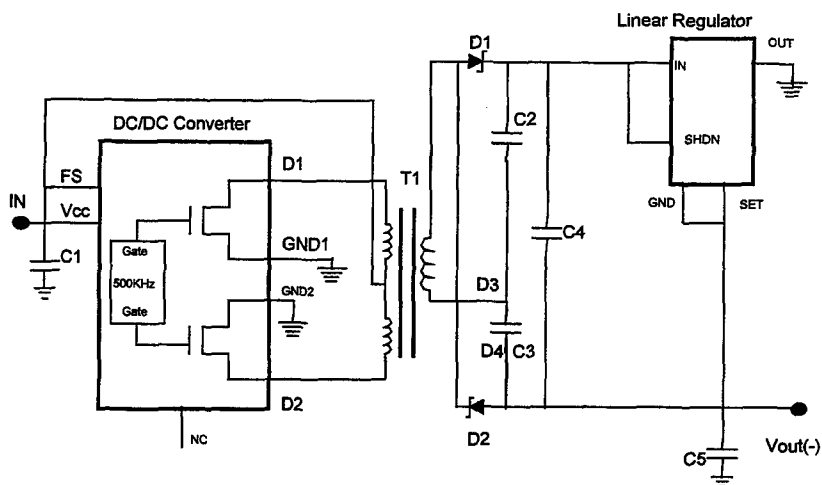 Linear Regulator
D1
OUT
IN
C2
DC/DC Converter
SHDN
D1
T1
FS
GND
SET
IN
Vcc
C4
GND1
C1
Gate
500KHz
D3
GND2
Gate
D4 C3
D2
D2
NC
Vout(-)
C5